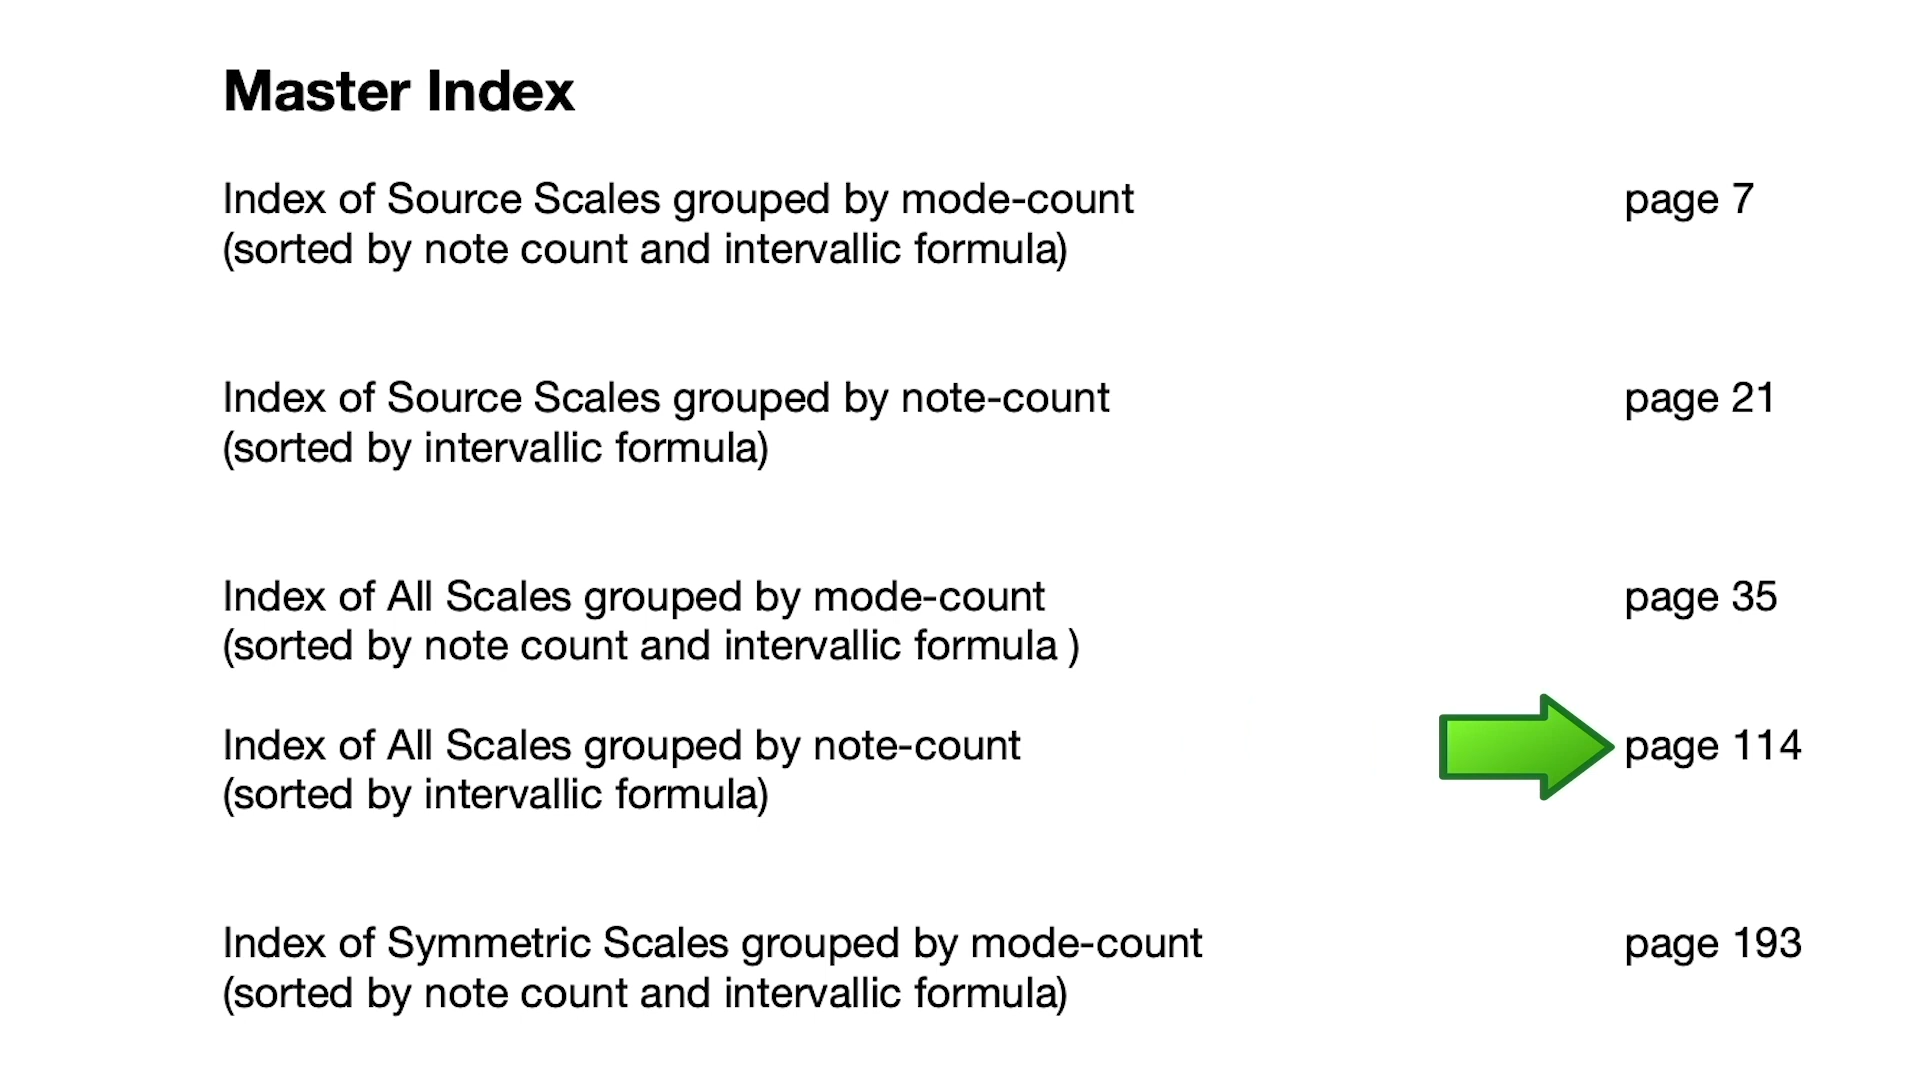 Master Index
Index of Source Scales grouped by mode-count page 7
(sorted by note count and intervallic formula)
Index of Source Scales grouped by note-count page 21
(sorted by intervallic formula)
Index of All Scales grouped by mode-count page 35
(sorted by note count and intervallic formula )
Index of All Scales grouped by note-count page 114
(sorted by intervallic formula)
Index of Symmetric Scales grouped by mode-count page 193
(sorted by note count and intervallic formula)